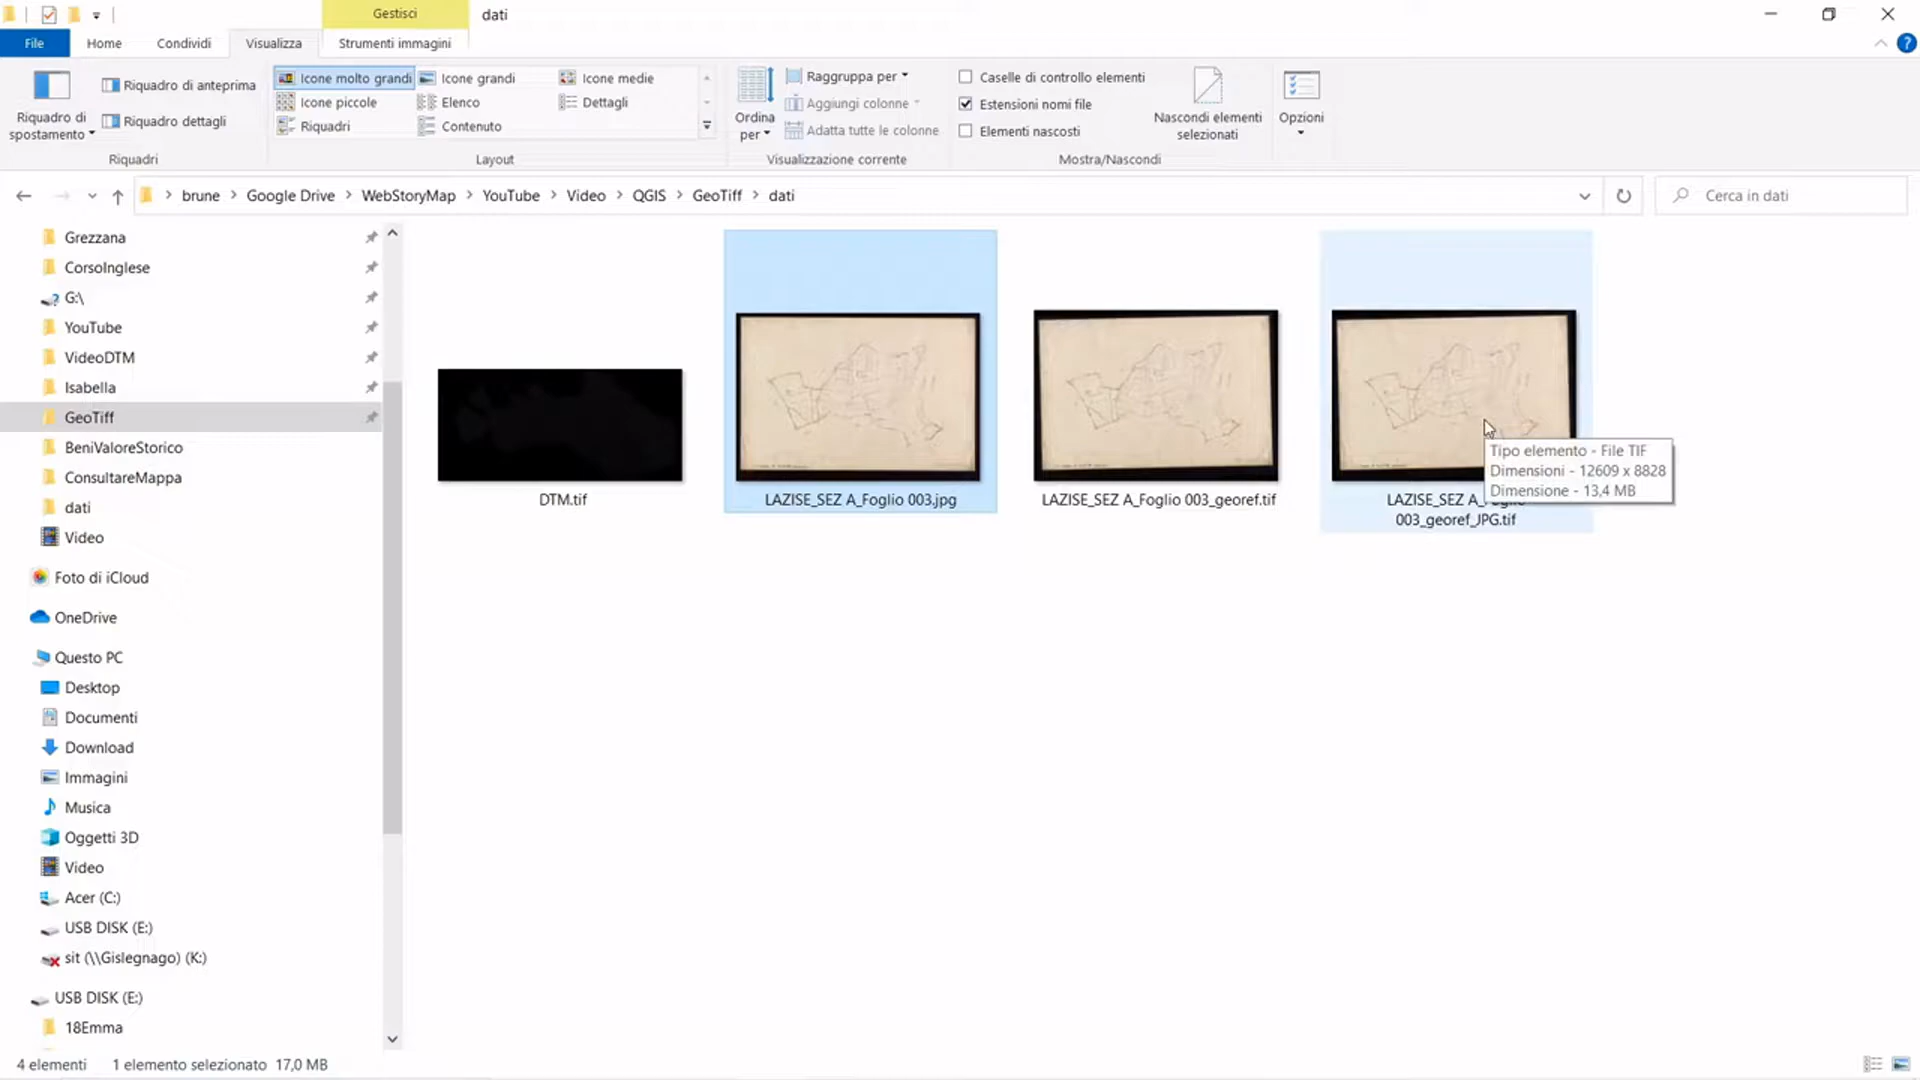 Gestisci
dati
File
Home
Condividi
Visualizza
Strumenti immagini
Riquadro di
spostamento
Riquadro di anteprima
Riquadro dettagli
Riquadri
Icone molto grandi
Icone grandi
Icone medie
Icone piccole
Elenco
Dettagli
Riquadri
Contenuto
Layout
Ordina
per
Raggruppa per
Aggiungi colonne
Adatta tutte le colonne
Visualizzazione corrente
Caselle di controllo elementi
Estensioni nomi file
Elementi nascosti
Nascondi elementi
selezionati
Mostra/Nascondi
Opzioni
brune > Google Drive > WebStoryMap > YouTube > Video > QGIS > GeoTiff > dati
Cerca in dati
Grezzana
CorsoInglese
G:\
YouTube
VideoDTM
Isabella
GeoTiff
BeniValoreStorico
ConsultareMappa
dati
Video
Foto di iCloud
OneDrive
Questo PC
Desktop
Documenti
Download
Immagini
Musica
Oggetti 3D
Video
Acer (C:)
USB DISK (E:)
sit (\\Gislegnago) (K:)
USB DISK (E:)
18Emma
DTM.tif
LAZISE_SEZ A_Foglio 003.jpg
LAZISE_SEZ A_Foglio 003_georef.tif
LAZISE_SEZ
003_georef_JPG.tif
Tipo elemento - File TIF
Dimensioni - 12609 x 8828
Dimensione - 13,4 MB
4 elementi
1 elemento selezionato 17,0 MB